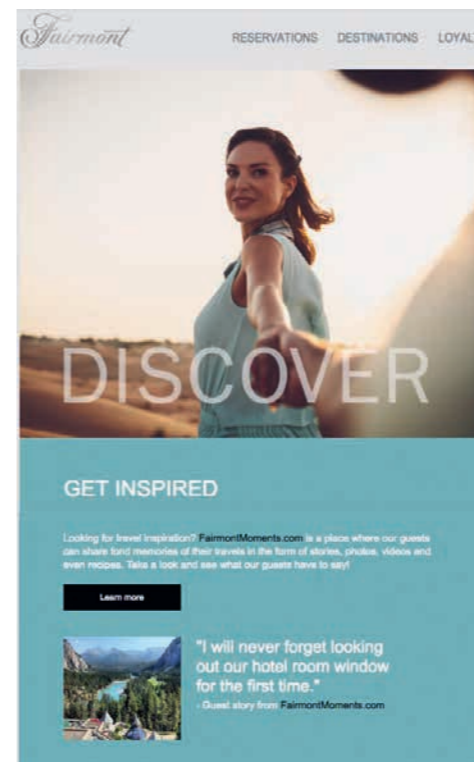 Fairmont
RESERVATIONS DESTINATIONS LOYAL
DISCOVER
GET INSPIRED
Looking for travel inspiration? FairmontMoments.com is a place where our guests
can share fond memories of their travels in the form of stories, photos, videos and
even recipes. Take a look and see what our guests have to say!
Learn more
"I will never forget looking
out our hotel room window
for the first time."
- Guest story from FairmontMoments.com